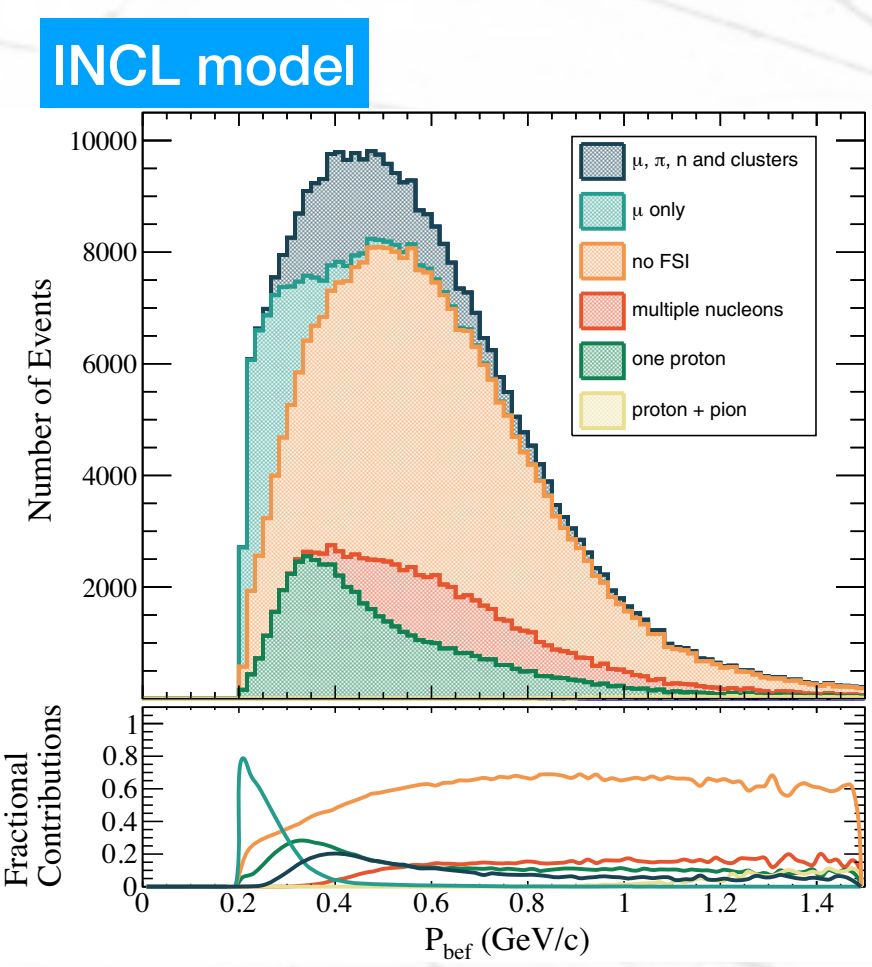 INCL model
Number of Events
10000
8000
6000
4000
2000
μ, π, n and clusters
μ only
no FSI
multiple nucleons
one proton
proton + pion
Fractional
Contributions
1
0.8
0.6
0.4
0.2
0
0 0.2 0.4 0.6 0.8 1 1.2 1.4
P_bef (GeV/c)